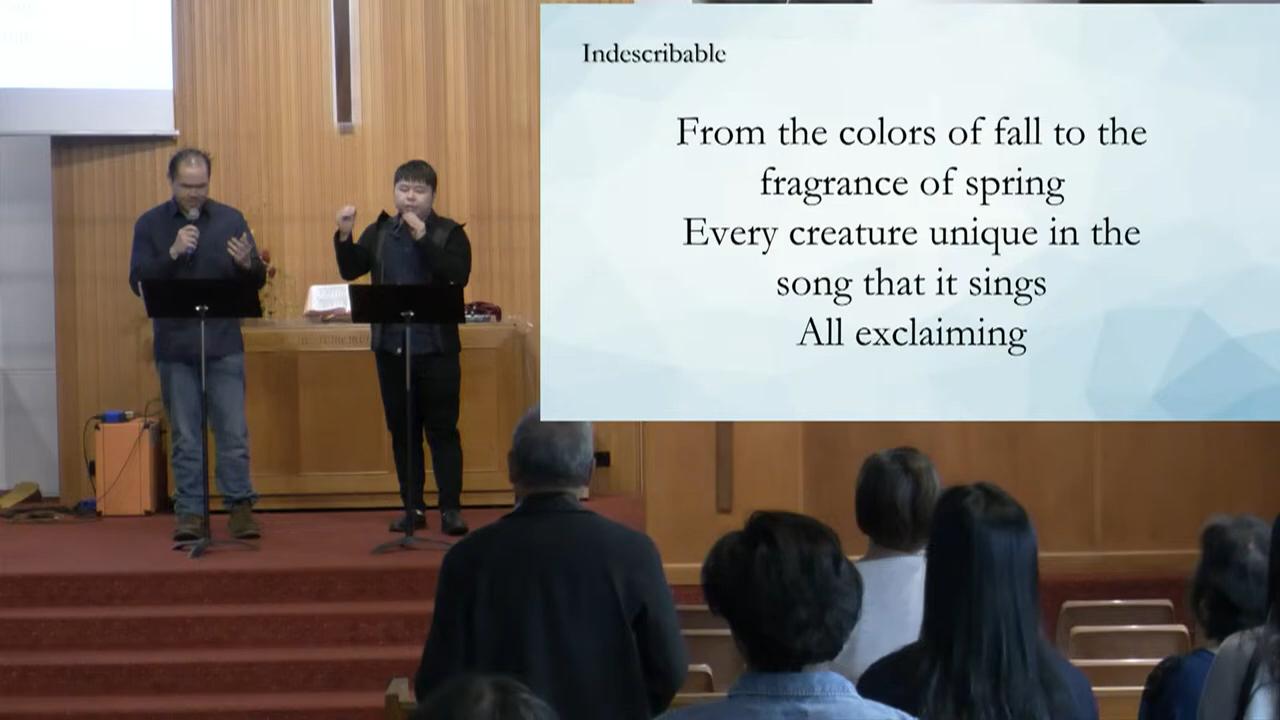 Indescribable
From the colors of fall to the
fragrance of spring
Every creature unique in the
song that it sings
All exclaiming